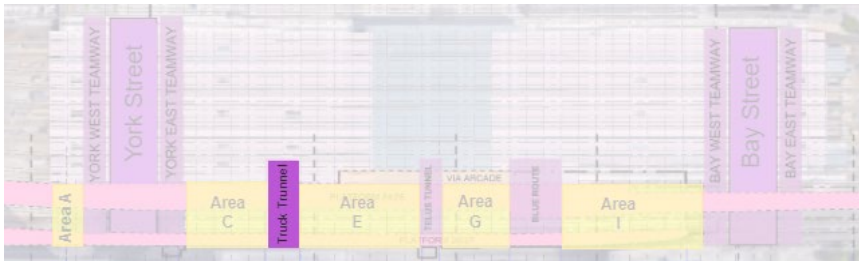 YORK WEST TEAMWAY
York Street
YORK EAST TEAMWAY
BAY WEST TEAMWAY
Bay Street
BAY EAST TEAMWAY
Area A
Area
C
Truck Trunnel
Area
E
TELUS TUNNEL
VIA ARCADE
Area
G
BLUE ROUTE
Area
I